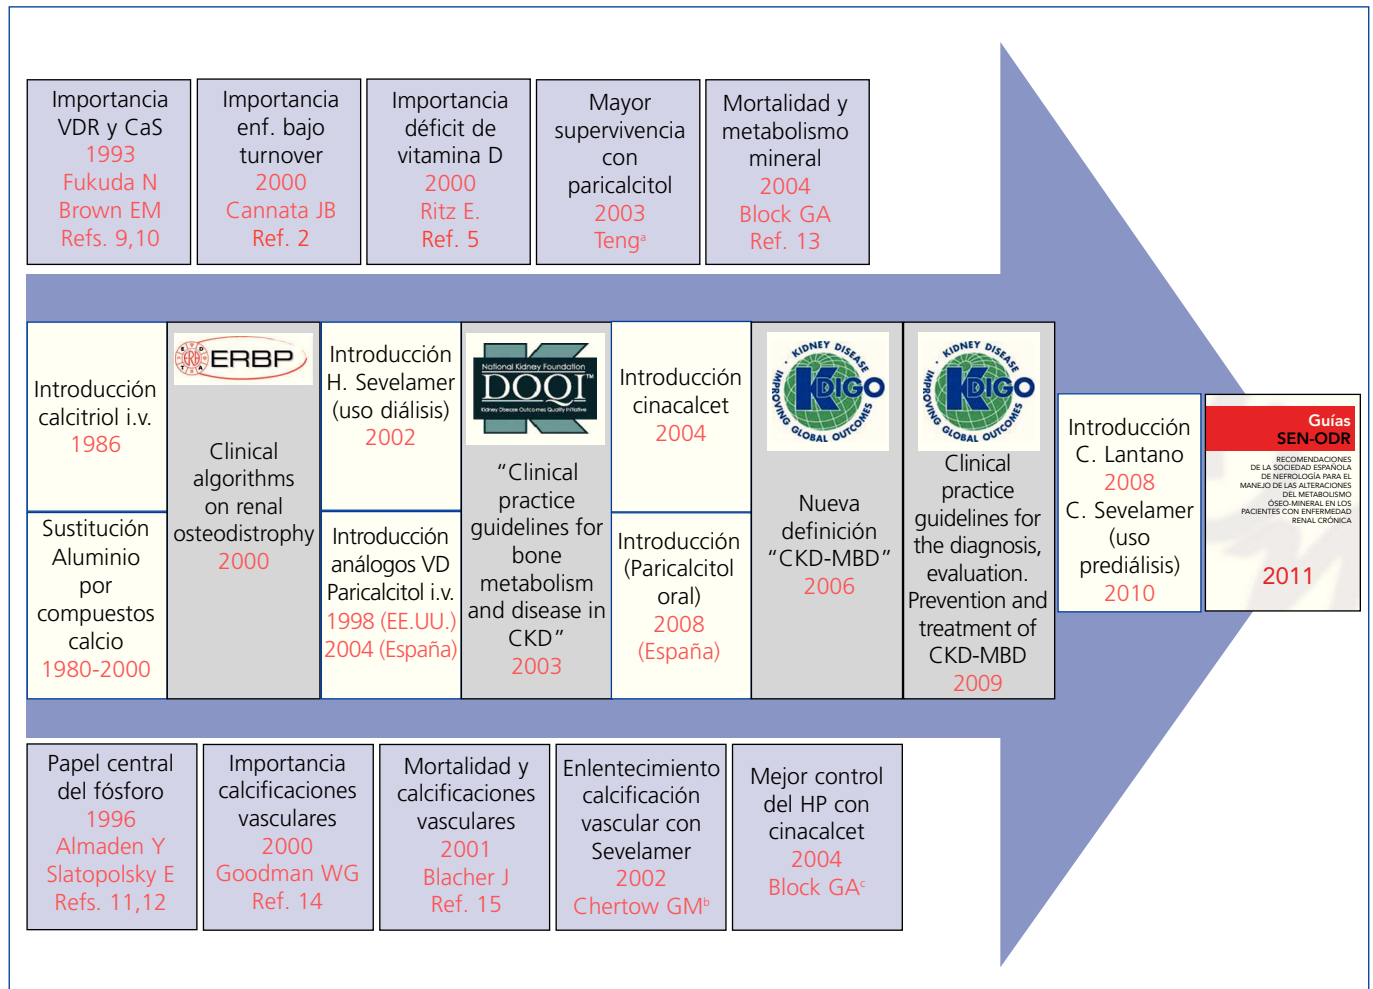 Importancia
VDR y CaS
1993
Fukuda N
Brown EM
Refs. 9,10
Importancia
enf. bajo
turnover
2000
Cannata JB
Ref. 2
Importancia
déficit de
vitamina D
2000
Ritz E.
Ref. 5
Mayor
supervivencia
con
paricalcitol
2003
Teng^a
Mortalidad y
metabolismo
mineral
2004
Block GA
Ref. 13
Introducción
calcitriol i.v.
1986
Sustitución
Aluminio
por
compuestos
calcio
1980-2000
ERBP
Clinical
algorithms
on renal
osteodistrophy
2000
Introducción
H. Sevelamer
(uso diálisis)
2002
Introducción
análogos VD
Paricalcitol i.v.
1998 (EE.UU.)
2004 (España)
National Kidney Foundation
K
DOQI™
Kidney Disease Outcomes Quality Initiative
“Clinical
practice
guidelines for
bone
metabolism
and disease in
CKD”
2003
Introducción
cinacalcet
2004
Introducción
(Paricalcitol
oral)
2008
(España)
KIDNEY DISEASE
KDIGO
IMPROVING GLOBAL OUTCOMES
Nueva
definición
“CKD-MBD”
2006
KIDNEY DISEASE
KDIGO
IMPROVING GLOBAL OUTCOMES
Clinical
practice
guidelines for
the diagnosis,
evaluation.
Prevention and
treatment of
CKD-MBD
2009
Introducción
C. Lantano
2008
C. Sevelamer
(uso
prediálisis)
2010
Guías
SEN-ODR
RECOMENDACIONES
DE LA SOCIEDAD ESPAÑOLA
DE NEFROLOGÍA PARA EL
MANEJO DE LAS ALTERACIONES
DEL METABOLISMO
ÓSEO-MINERAL EN LOS
PACIENTES CON ENFERMEDAD
RENAL CRÓNICA
2011
Papel central
del fósforo
1996
Almaden Y
Slatopolsky E
Refs. 11,12
Importancia
calcificaciones
vasculares
2000
Goodman WG
Ref. 14
Mortalidad y
calcificaciones
vasculares
2001
Blacher J
Ref. 15
Enlentecimiento
calcificación
vascular con
Sevelamer
2002
Chertow GM^b
Mejor control
del HP con
cinacalcet
2004
Block GA^c